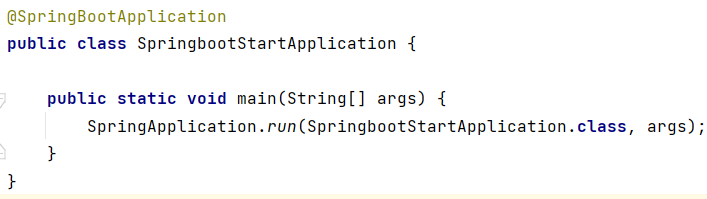 @SpringBootApplication
public class SpringbootStartApplication {
public static void main(String[] args) {
SpringApplication.run(SpringbootStartApplication.class, args);
}
}